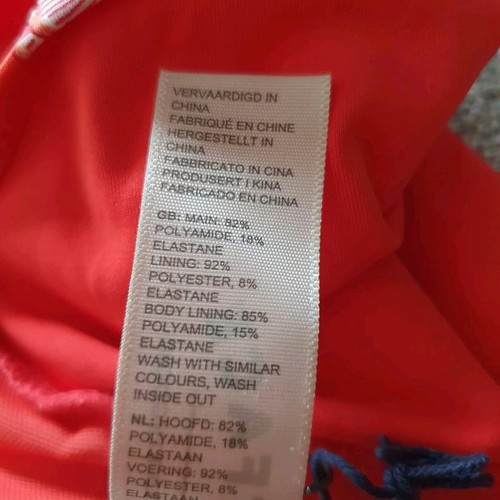 VERVAARDIGD IN
CHINA
FABRIQUÉ EN CHINE
HERGESTELLT IN
CHINA
FABBRICATO IN CINA
PRODUSERT I KINA
FABRICADO EN CHINA
GB: MAIN: 82%
POLYAMIDE, 18%
ELASTANE
LINING: 92%
POLYESTER, 8%
ELASTANE
BODY LINING: 85%
POLYAMIDE, 15%
ELASTANE
WASH WITH SIMILAR
COLOURS, WASH
INSIDE OUT
NL: HOOFD: 82%
POLYAMIDE, 18%
ELASTAAN
VOERING: 92%
POLYESTER, 8%
ELASTAAN